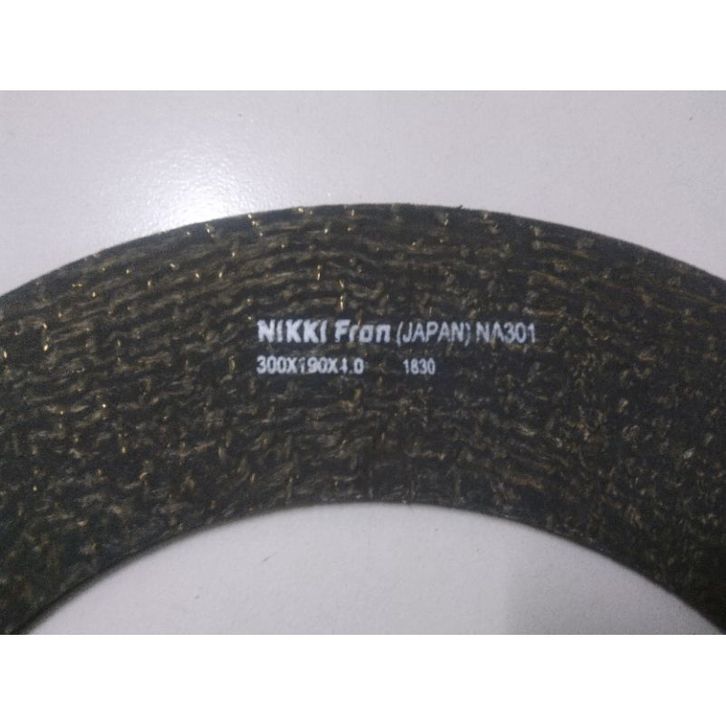 NiKKi Fron (JAPAN) NA301
300X190X4.0 1830